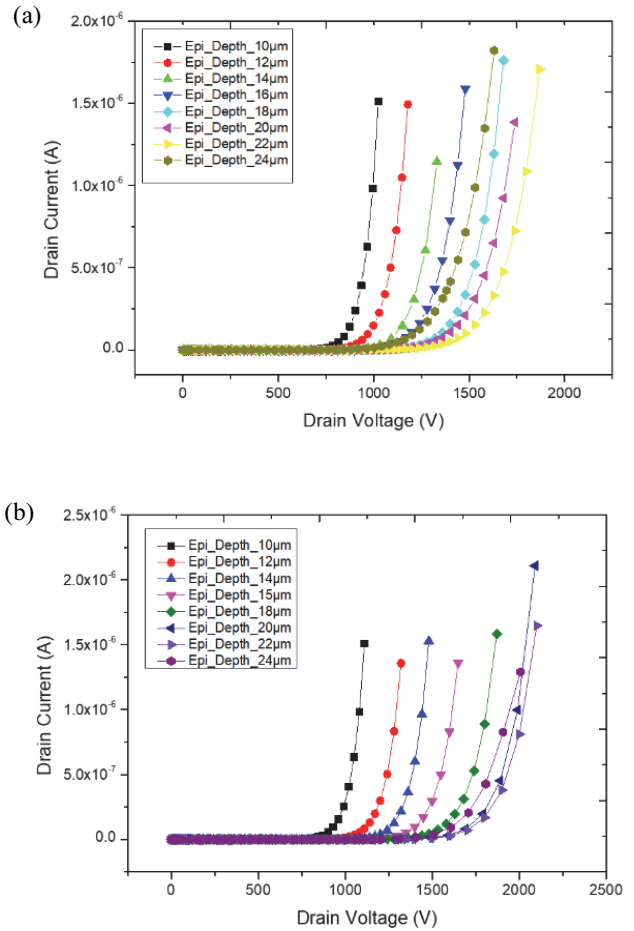 (a)
2.0x10-6
1.5x10-6
1.0x10-6
5.0x10-7
0.0
Drain Current (A)
Epi_Depth_10µm
Epi_Depth_12µm
Epi_Depth_14µm
Epi_Depth_16µm
Epi_Depth_18µm
Epi_Depth_20µm
Epi_Depth_22µm
Epi_Depth_24µm
0 500 1000 1500 2000
Drain Voltage (V)
(b)
2.5x10-6
2.0x10-6
1.5x10-6
1.0x10-6
5.0x10-7
0.0
Drain Current (A)
Epi_Depth_10µm
Epi_Depth_12µm
Epi_Depth_14µm
Epi_Depth_15µm
Epi_Depth_18µm
Epi_Depth_20µm
Epi_Depth_22µm
Epi_Depth_24µm
0 500 1000 1500 2000 2500
Drain Voltage (V)